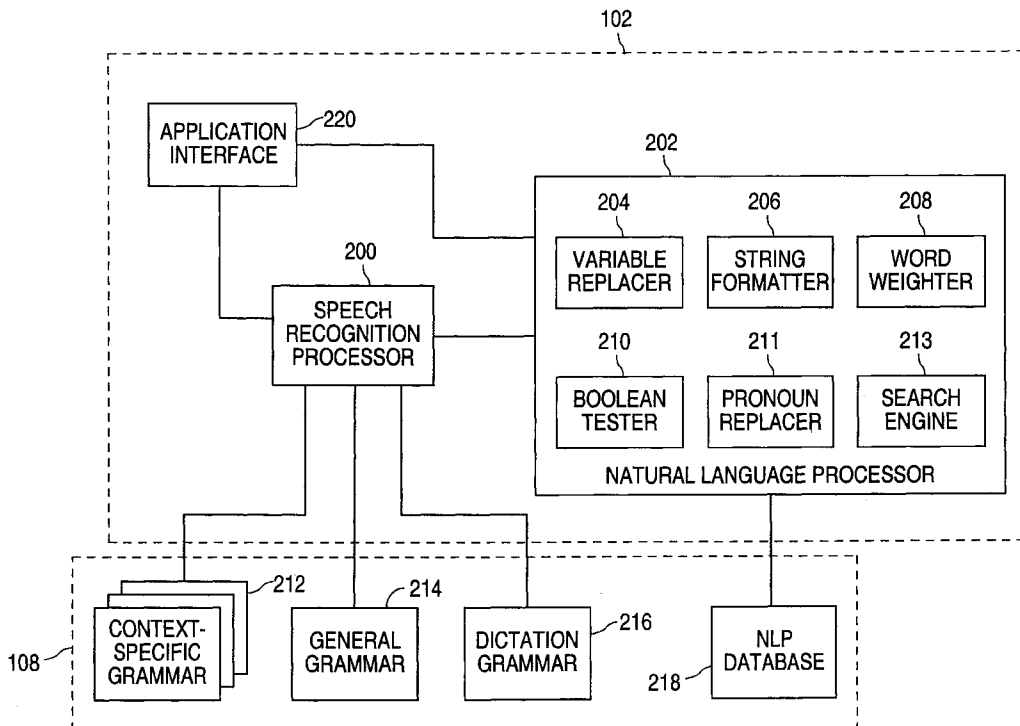 102
APPLICATION
INTERFACE
220
202
204
206
208
VARIABLE
REPLACER
STRING
FORMATTER
WORD
WEIGHTER
200
SPEECH
RECOGNITION
PROCESSOR
210
211
213
BOOLEAN
TESTER
PRONOUN
REPLACER
SEARCH
ENGINE
NATURAL LANGUAGE PROCESSOR
108
212
CONTEXT-
SPECIFIC
GRAMMAR
214
GENERAL
GRAMMAR
216
DICTATION
GRAMMAR
218
NLP
DATABASE